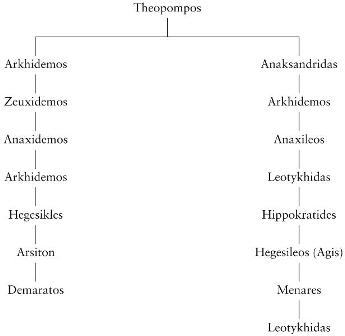 Theopompos
Arkhidemos Anaksandridas
Zeuxidemos Arkhidemos
Anaxidemos Anaxileos
Arkhidemos Leotykhidas
Hegesikles Hippokratides
Arsiton Hegesileos (Agis)
Demaratos Menares
Leotykhidas